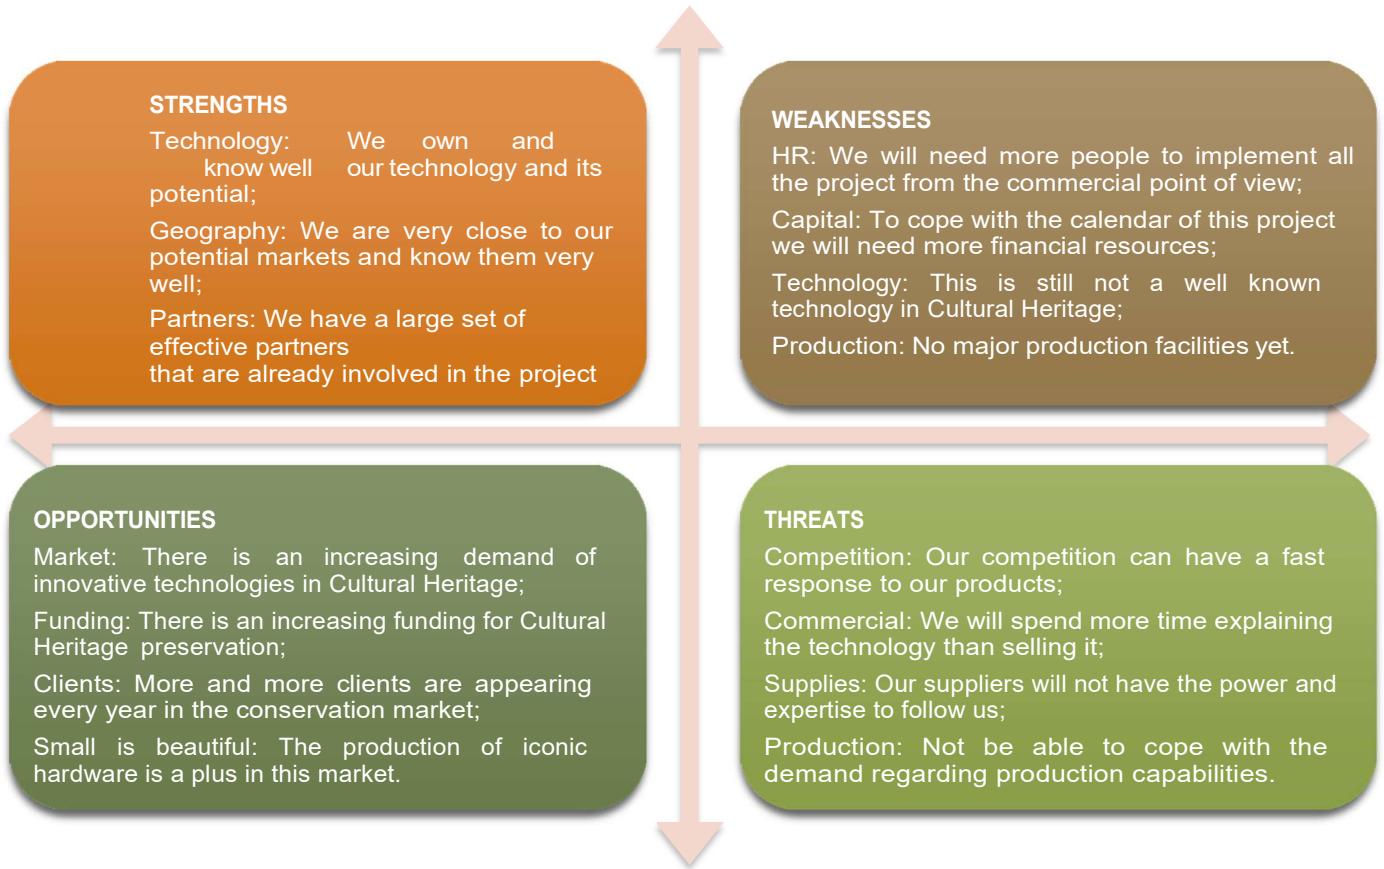 STRENGTHS
Technology: We own and
know well our technology and its
potential;
Geography: We are very close to our
potential markets and know them very
well;
Partners: We have a large set of
effective partners
that are already involved in the project
WEAKNESSES
HR: We will need more people to implement all
the project from the commercial point of view;
Capital: To cope with the calendar of this project
we will need more financial resources;
Technology: This is still not a well known
technology in Cultural Heritage;
Production: No major production facilities yet.
OPPORTUNITIES
Market: There is an increasing demand of
innovative technologies in Cultural Heritage;
Funding: There is an increasing funding for Cultural
Heritage preservation;
Clients: More and more clients are appearing
every year in the conservation market;
Small is beautiful: The production of iconic
hardware is a plus in this market.
THREATS
Competition: Our competition can have a fast
response to our products;
Commercial: We will spend more time explaining
the technology than selling it;
Supplies: Our suppliers will not have the power and
expertise to follow us;
Production: Not be able to cope with the
demand regarding production capabilities.